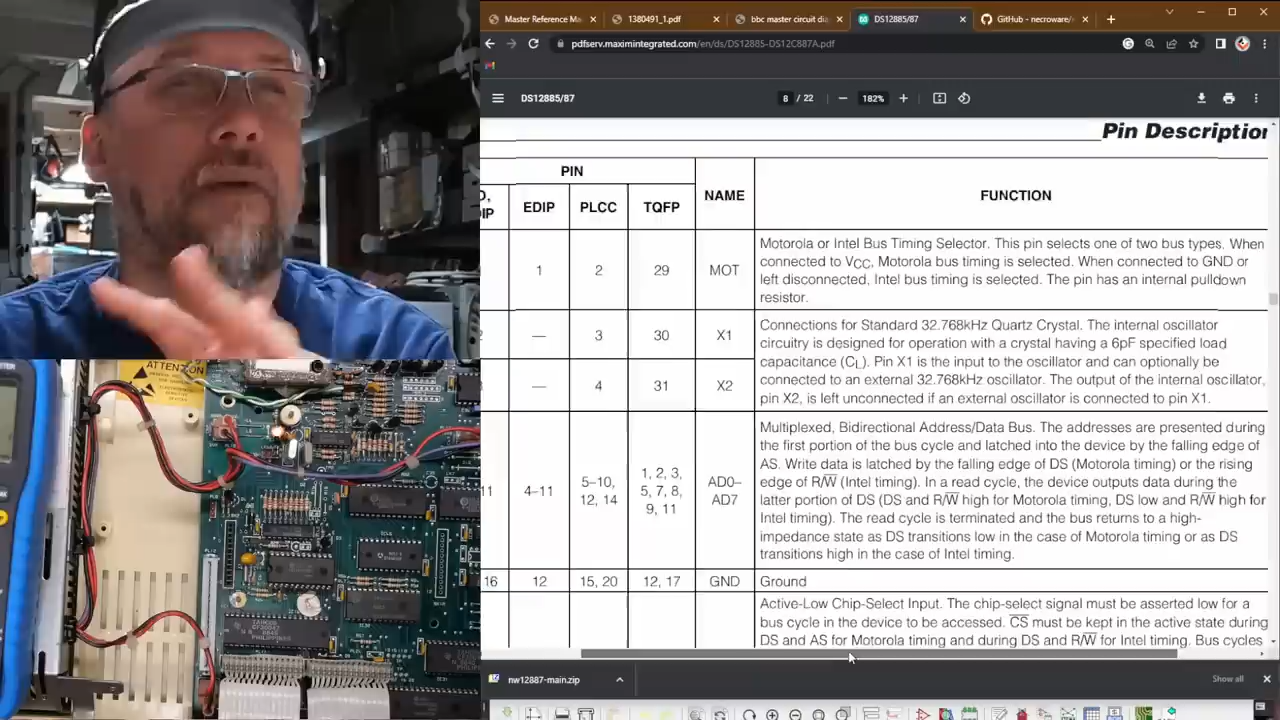 Master Reference Ma
1380491_1.pdf
bbc master circuit dia
DS12885/87
GitHub - necroware/n
pdfserv.maximintegrated.com/en/ds/DS12885-DS12C887A.pdf
DS12885/87
8 / 22
182%
Pin Description
PIN
EDIP
PLCC
TQFP
NAME
FUNCTION
1
2
29
MOT
Motorola or Intel Bus Timing Selector. This pin selects one of two bus types. When
connected to VCC, Motorola bus timing is selected. When connected to GND or
left disconnected, Intel bus timing is selected. The pin has an internal pulldown
resistor.
—
3
30
X1
Connections for Standard 32.768kHz Quartz Crystal. The internal oscillator
circuitry is designed for operation with a crystal having a 6pF specified load
capacitance (CL). Pin X1 is the input to the oscillator and can optionally be
connected to an external 32.768kHz oscillator. The output of the internal oscillator,
pin X2, is left unconnected if an external oscillator is connected to pin X1.
—
4
31
X2
11
4–11
5–10,
12, 14
1, 2, 3,
5, 7, 8,
9, 11
AD0–
AD7
Multiplexed, Bidirectional Address/Data Bus. The addresses are presented during
the first portion of the bus cycle and latched into the device by the falling edge of
AS. Write data is latched by the falling edge of DS (Motorola timing) or the rising
edge of R/W (Intel timing). In a read cycle, the device outputs data during the
latter portion of DS (DS and R/W high for Motorola timing, DS low and R/W high for
Intel timing). The read cycle is terminated and the bus returns to a high-
impedance state as DS transitions low in the case of Motorola timing or as DS
transitions high in the case of Intel timing.
16
12
15, 20
12, 17
GND
Ground
Active-Low Chip-Select Input. The chip-select signal must be asserted low for a
bus cycle in the device to be accessed. CS must be kept in the active state during
DS and AS for Motorola timing and during DS and R/W for Intel timing. Bus cycles
nw12887-main.zip
Show all
ATTENTION